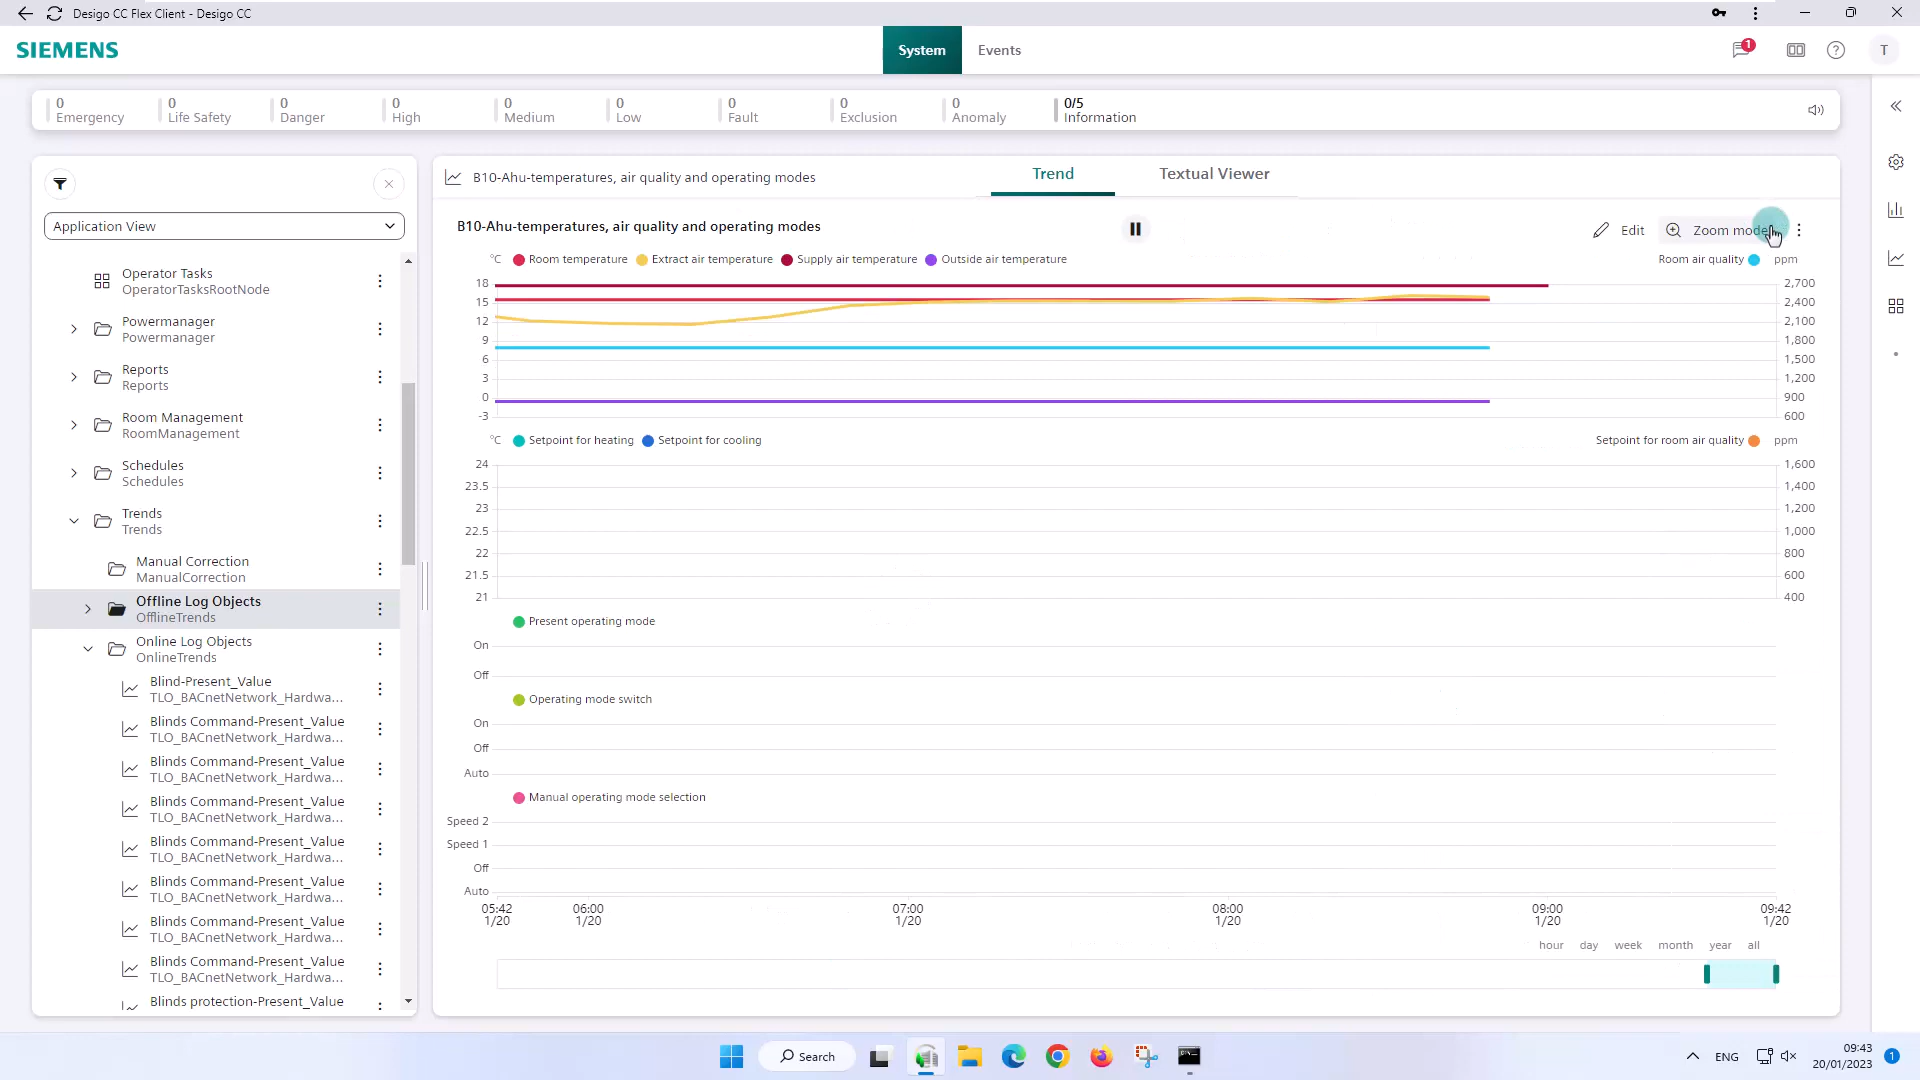 Desigo CC Flex Client - Desigo CC
SIEMENS
System
Events
1
T
0
Emergency
0
Life Safety
0
Danger
0
High
0
Medium
0
Low
0
Fault
0
Exclusion
0
Anomaly
0/5
Information
Application View
Operator Tasks
OperatorTasksRootNode
Powermanager
Powermanager
Reports
Reports
Room Management
RoomManagement
Schedules
Schedules
Trends
Trends
Manual Correction
ManualCorrection
Offline Log Objects
OfflineTrends
Online Log Objects
OnlineTrends
Blind-Present_Value
TLO_BACnetNetwork_Hardwa...
Blinds Command-Present_Value
TLO_BACnetNetwork_Hardwa...
Blinds Command-Present_Value
TLO_BACnetNetwork_Hardwa...
Blinds Command-Present_Value
TLO_BACnetNetwork_Hardwa...
Blinds Command-Present_Value
TLO_BACnetNetwork_Hardwa...
Blinds Command-Present_Value
TLO_BACnetNetwork_Hardwa...
Blinds Command-Present_Value
TLO_BACnetNetwork_Hardwa...
Blinds Command-Present_Value
TLO_BACnetNetwork_Hardwa...
Blinds protection-Present_Value
B10-Ahu-temperatures, air quality and operating modes
Trend
Textual Viewer
B10-Ahu-temperatures, air quality and operating modes
Edit
Zoom mode
°C
Room temperature
Extract air temperature
Supply air temperature
Outside air temperature
Room air quality
ppm
18
15
12
9
6
3
0
-3
2,700
2,400
2,100
1,800
1,500
1,200
900
600
°C
Setpoint for heating
Setpoint for cooling
Setpoint for room air quality
ppm
24
23.5
23
22.5
22
21.5
21
1,600
1,400
1,200
1,000
800
600
400
Present operating mode
On
Off
Operating mode switch
On
Off
Auto
Manual operating mode selection
Speed 2
Speed 1
Off
Auto
05:42
1/20
06:00
1/20
07:00
1/20
08:00
1/20
09:00
1/20
09:42
1/20
hour day week month year all
Search
ENG
09:43
20/01/2023
1